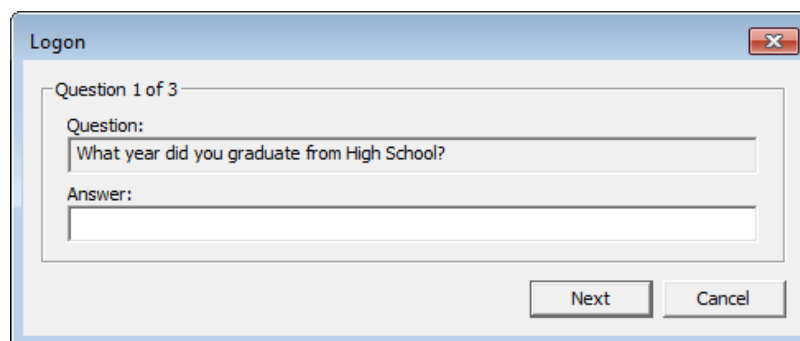 Logon
Question 1 of 3
Question:
What year did you graduate from High School?
Answer:
Next Cancel